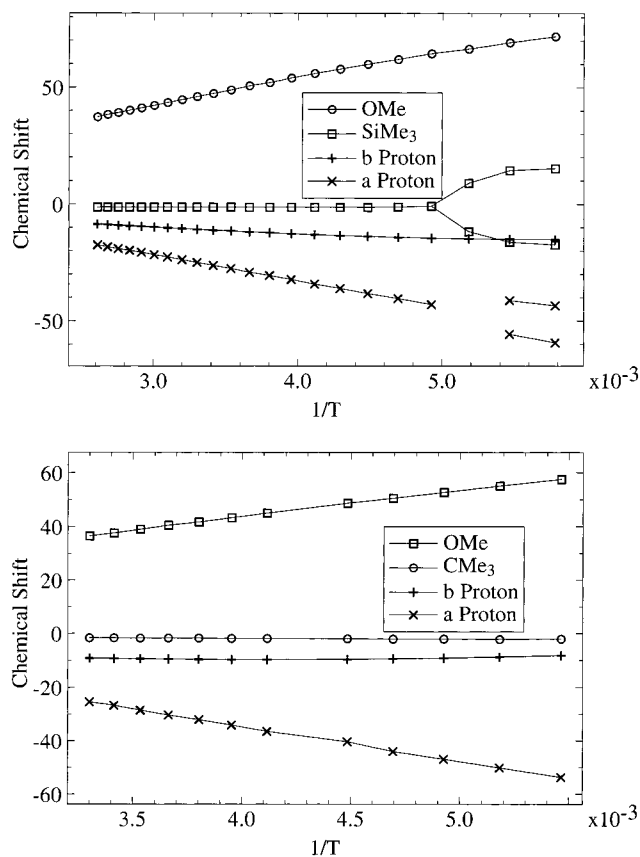 50
0
-50
Chemical Shift
OMe
SiMe₃
b Proton
a Proton
3.0
4.0
5.0
x10⁻³
1/T
60
40
20
0
-20
-40
-60
Chemical Shift
OMe
CMe₃
b Proton
a Proton
3.5
4.0
4.5
5.0
x10⁻³
1/T